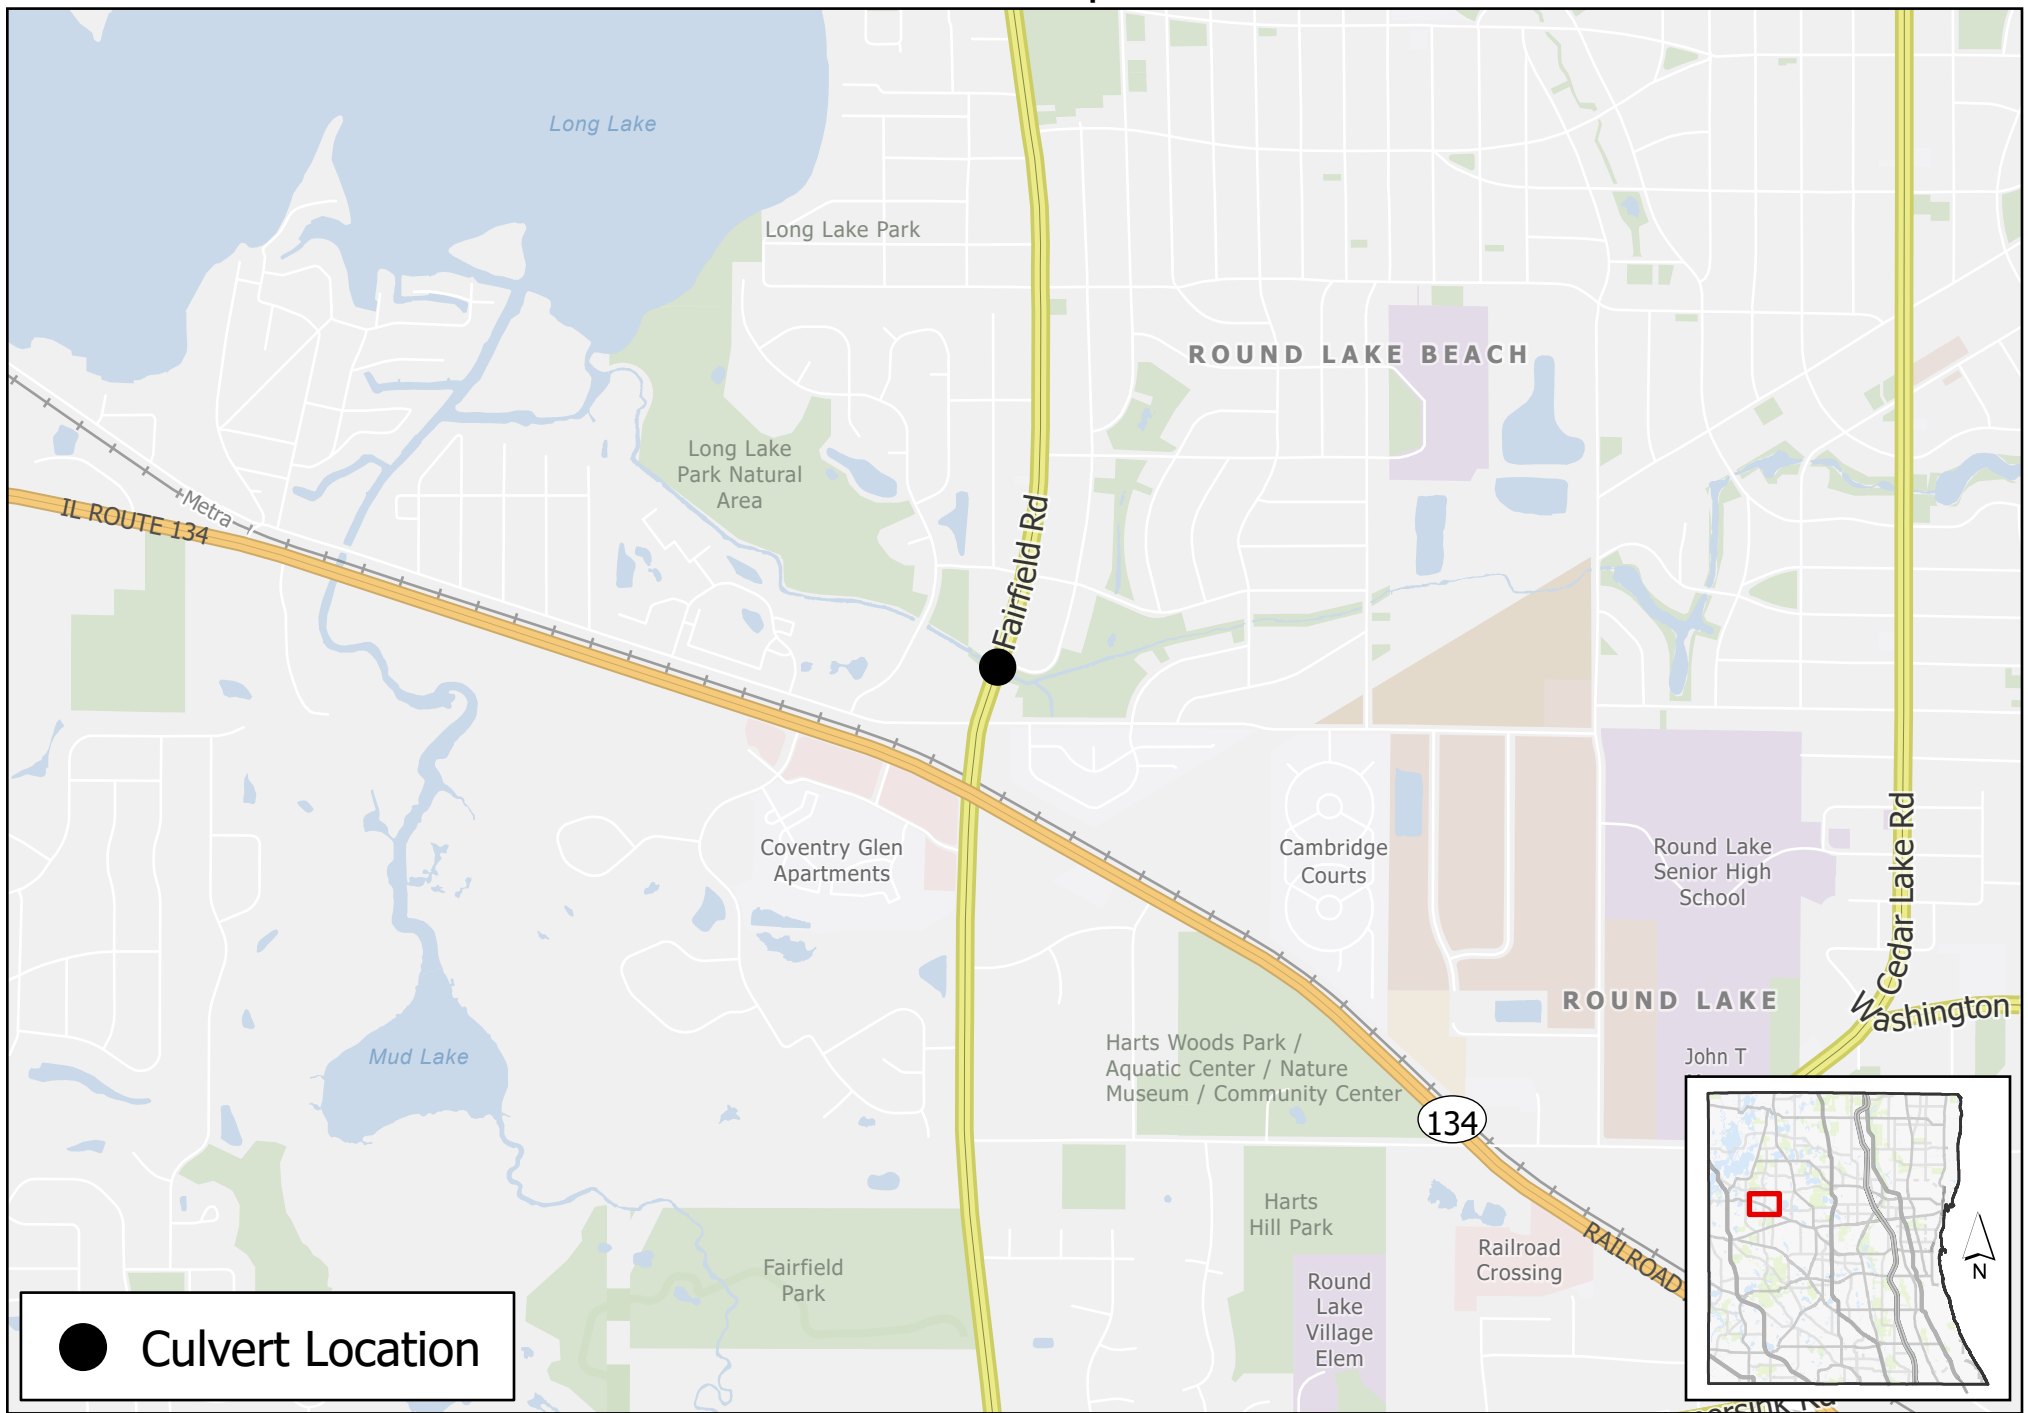 Long Lake
Long Lake Park
ROUND LAKE BEACH
Long Lake
Park Natural
Area
Metra
IL ROUTE 134
Fairfield Rd
Coventry Glen
Apartments
Cambridge
Courts
Round Lake
Senior High
School
Cedar Lake Rd
ROUND LAKE
Washington
Mud Lake
Harts Woods Park /
Aquatic Center / Nature
Museum / Community Center
John T
134
Harts
Hill Park
Railroad
Crossing
RAILROAD
Fairfield
Park
Round
Lake
Village
Elem
N
Culvert Location